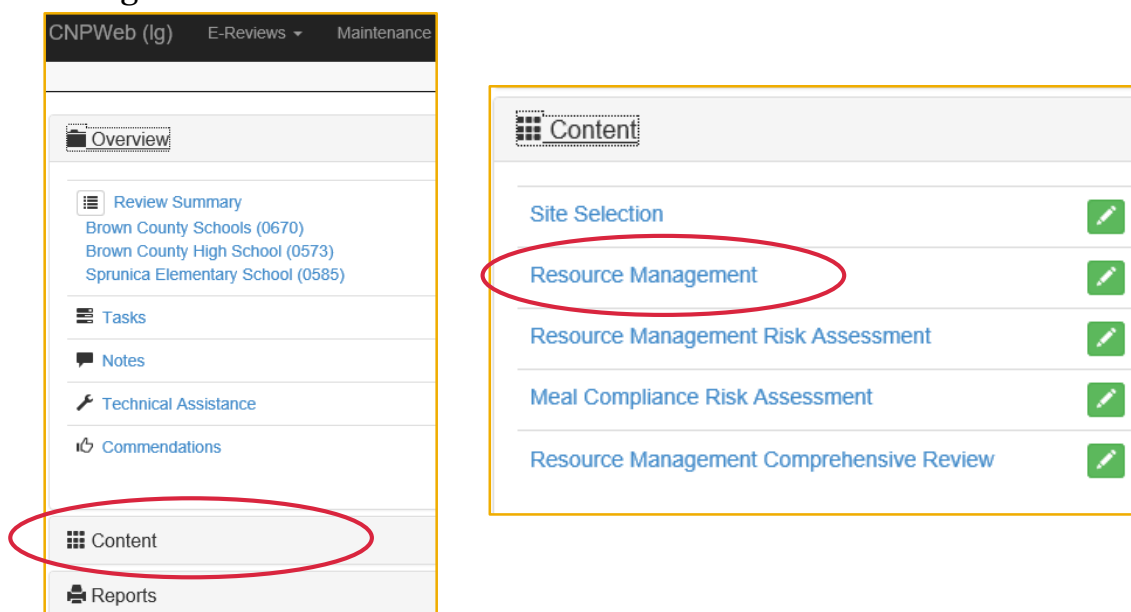 CNPWeb (lg) E-Reviews Maintenance
Overview
Review Summary
Brown County Schools (0670)
Brown County High School (0573)
Sprunica Elementary School (0585)
Tasks
Notes
Technical Assistance
Commendations
Content
Reports
Content
Site Selection
Resource Management
Resource Management Risk Assessment
Meal Compliance Risk Assessment
Resource Management Comprehensive Review